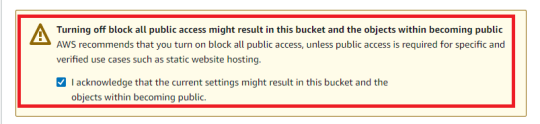 Turning off block all public access might result in this bucket and the objects within becoming public
AWS recommends that you turn on block all public access, unless public access is required for specific and
verified use cases such as static website hosting.
I acknowledge that the current settings might result in this bucket and the
objects within becoming public.